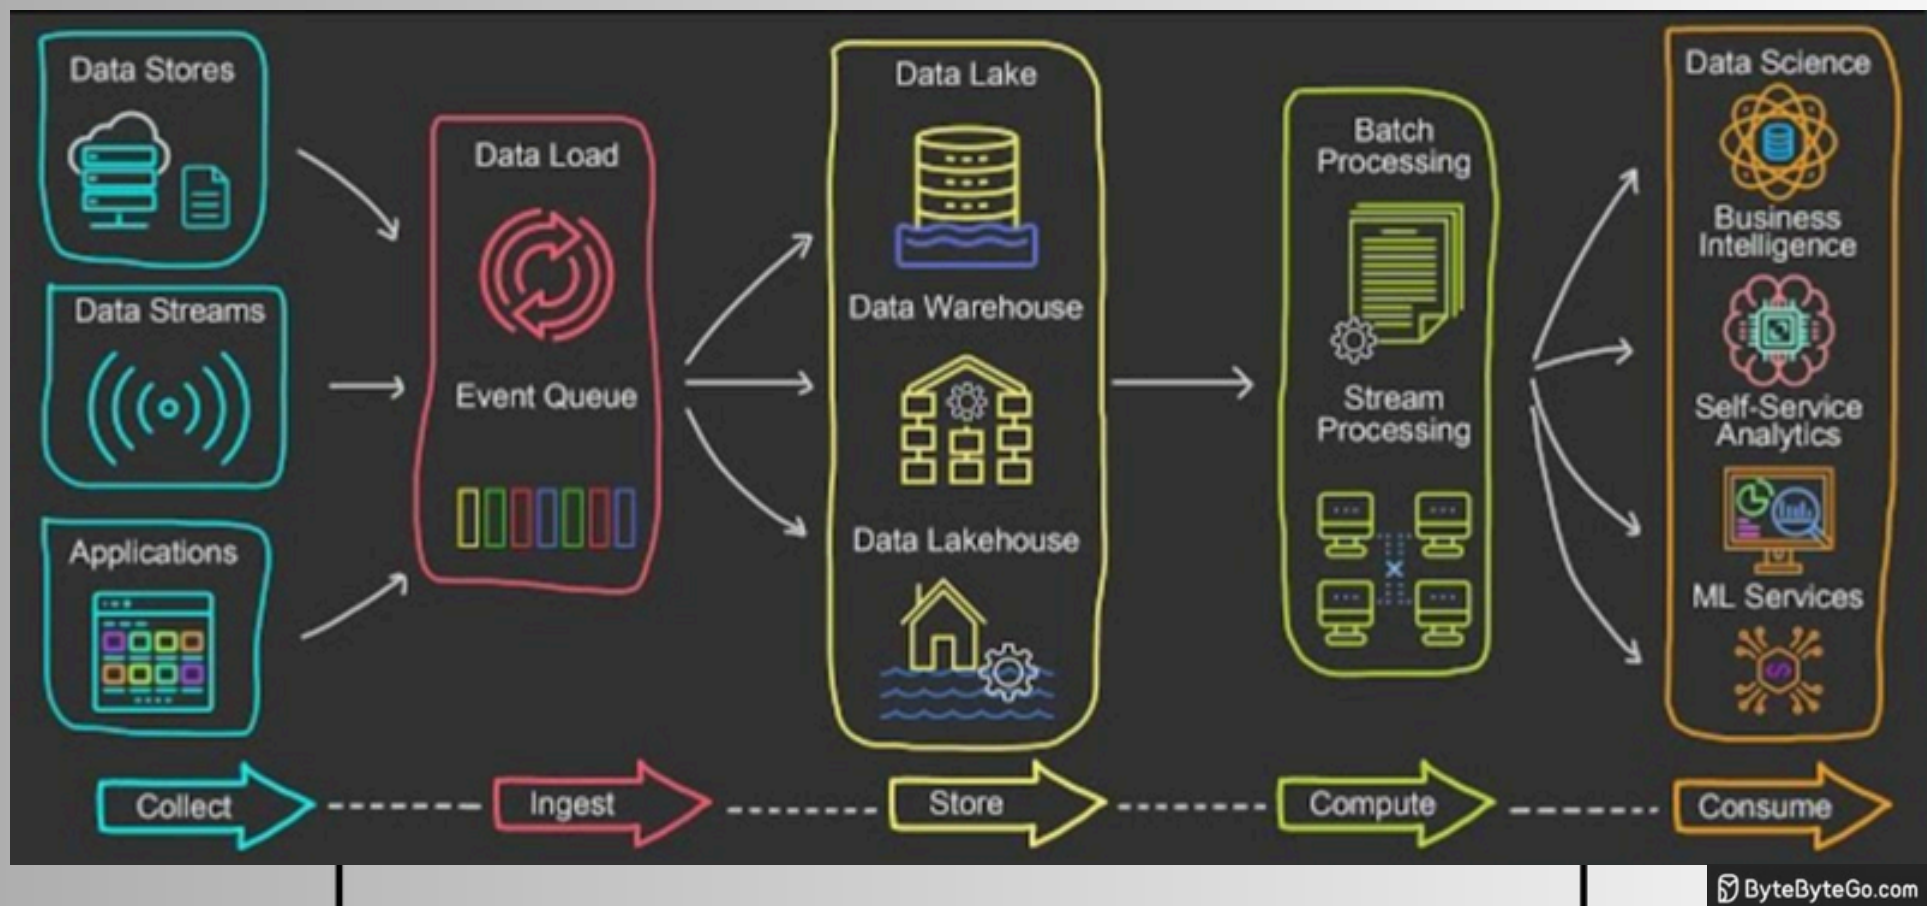 Data Stores
Data Streams
Applications
Data Load
Event Queue
Data Lake
Data Warehouse
Data Lakehouse
Batch
Processing
Stream
Processing
Data Science
Business
Intelligence
Self-Service
Analytics
ML Services
Collect
Ingest
Store
Compute
Consume
ByteByteGo.com